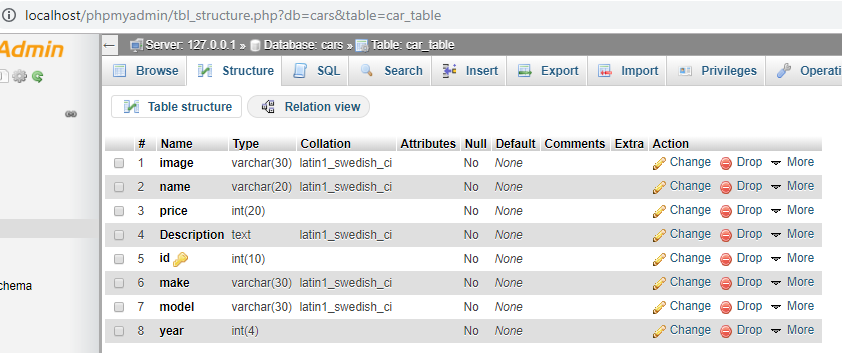 localhost/phpmyadmin/tbl_structure.php?db=cars&table=car_table
Admin
Server: 127.0.0.1 » Database: cars » Table: car_table
Browse Structure SQL Search Insert Export Import Privileges Operati
Table structure Relation view
# Name Type Collation Attributes Null Default Comments Extra Action
1 image varchar(30) latin1_swedish_ci No None Change Drop More
2 name varchar(20) latin1_swedish_ci No None Change Drop More
3 price int(20) No None Change Drop More
4 Description text latin1_swedish_ci No None Change Drop More
5 id int(10) No None Change Drop More
chema
6 make varchar(30) latin1_swedish_ci No None Change Drop More
7 model varchar(30) latin1_swedish_ci No None Change Drop More
8 year int(4) No None Change Drop More